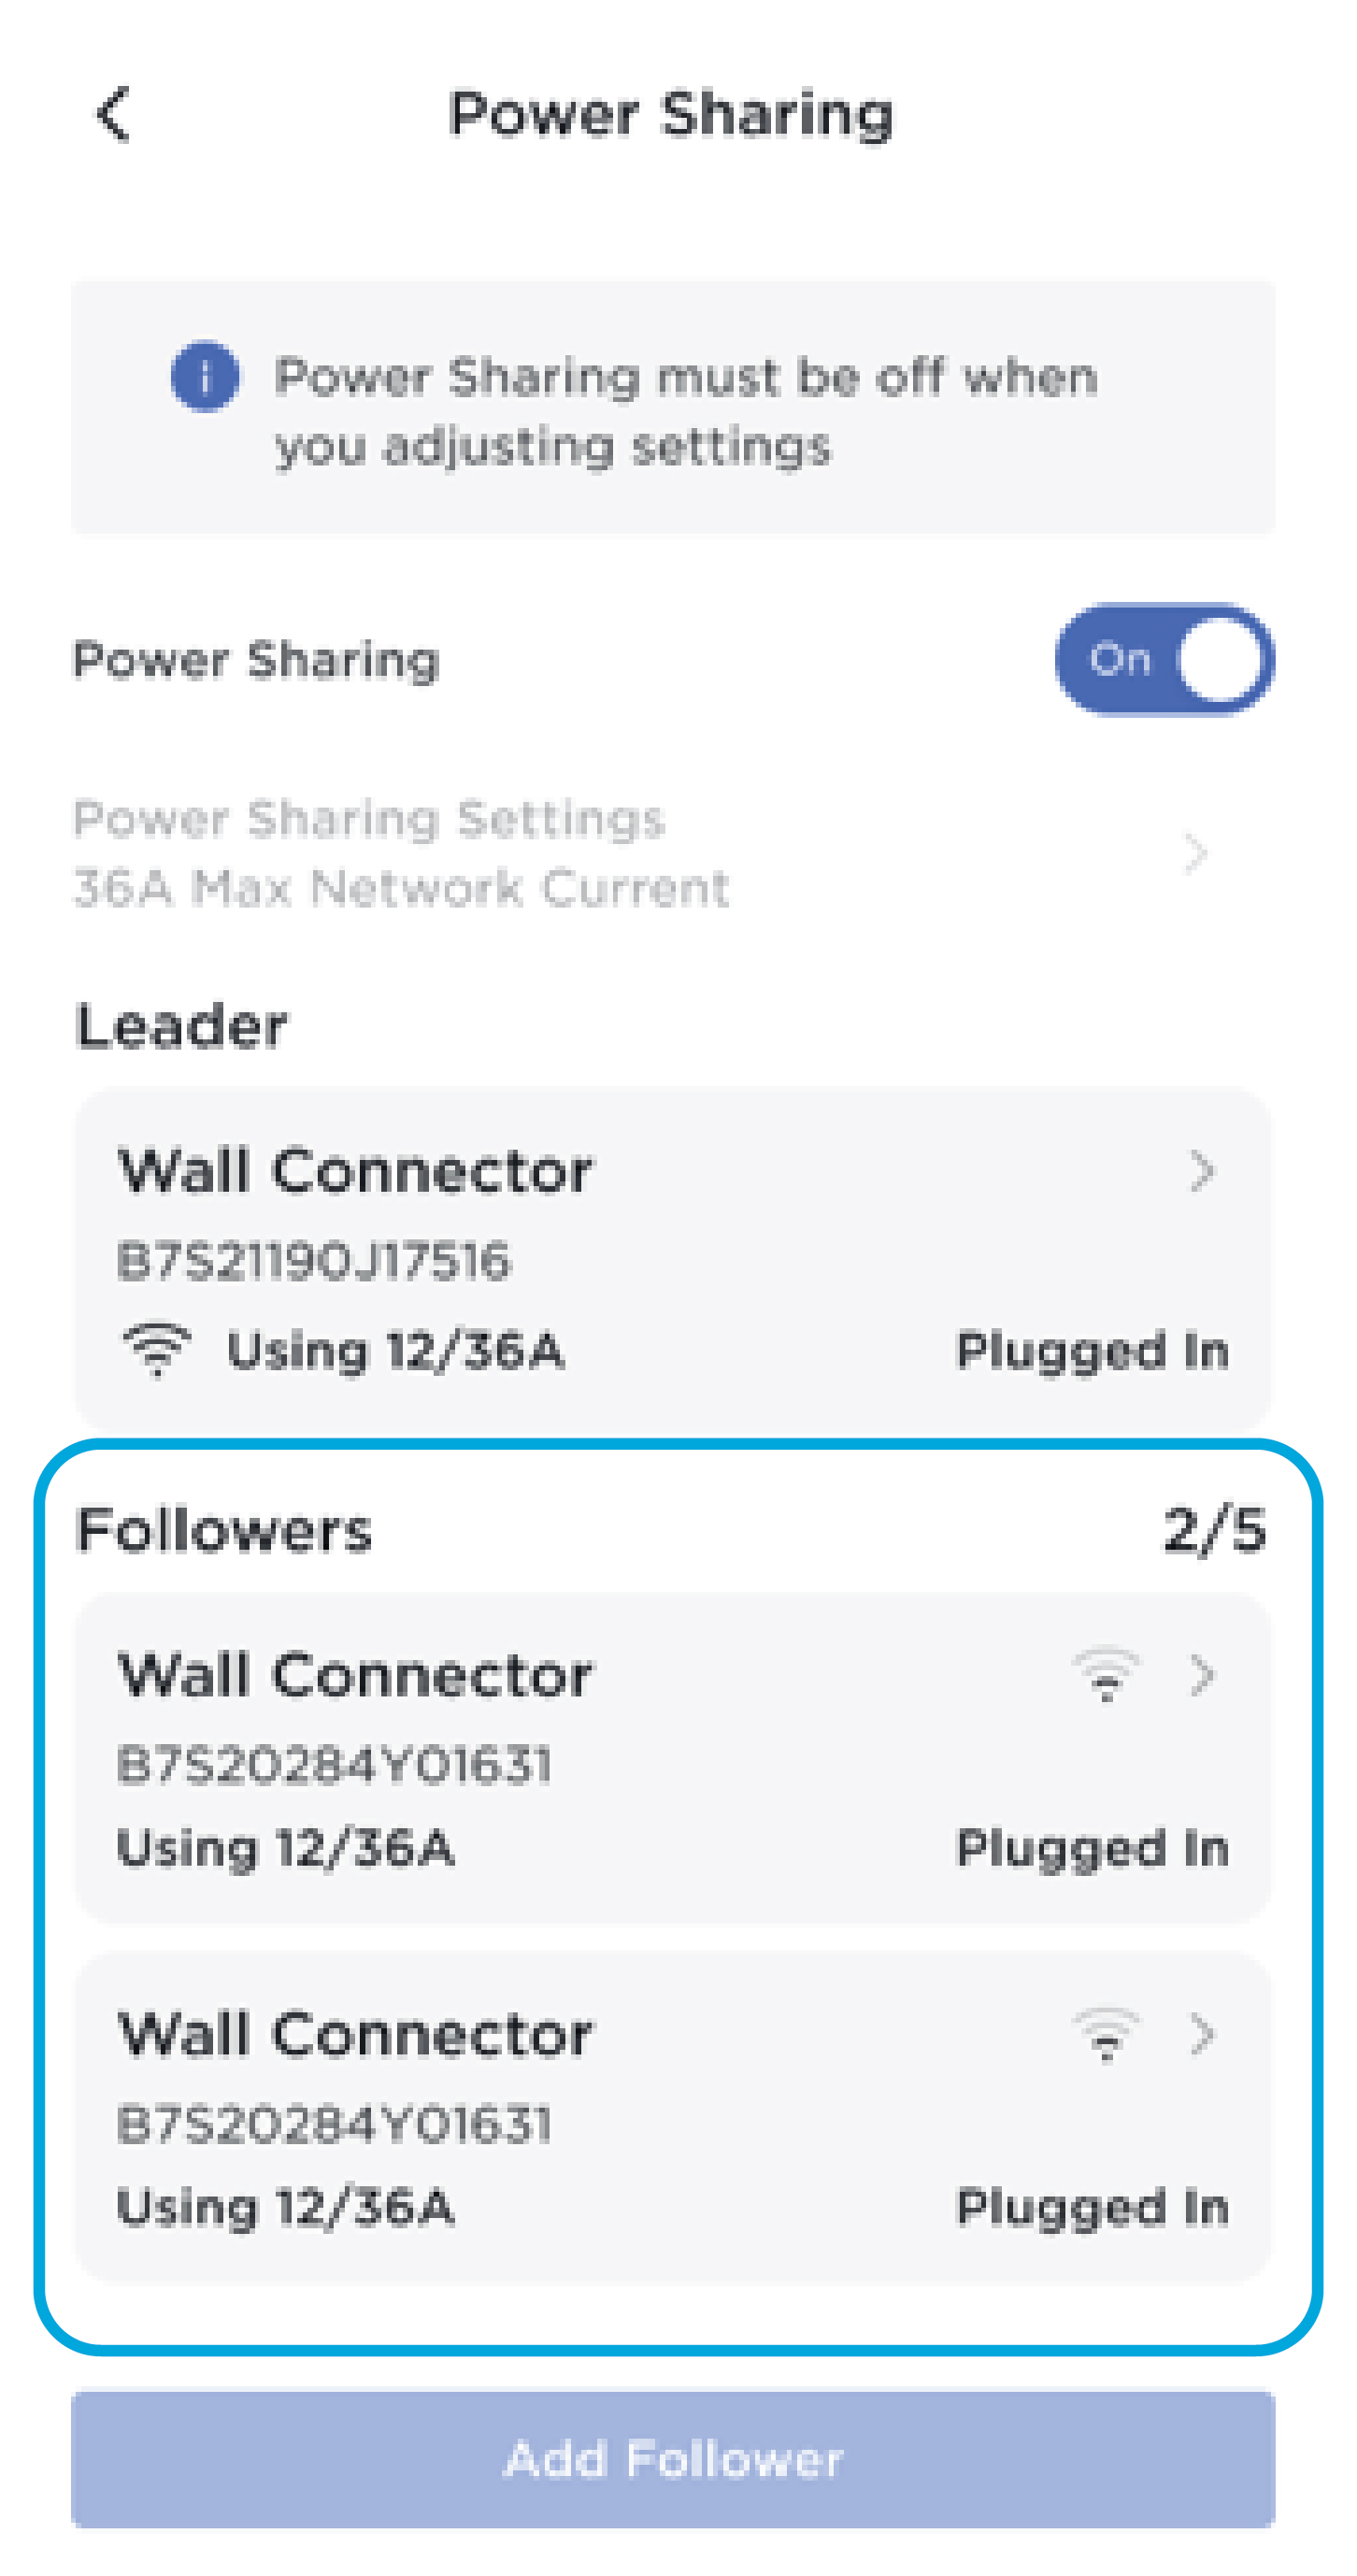 Power Sharing
i Power Sharing must be off when
you adjusting settings
Power Sharing On
Power Sharing Settings
36A Max Network Current
Leader
Wall Connector
B7S21190J17516
Using 12/36A Plugged In
Followers 2/5
Wall Connector
B7S20284Y01631
Using 12/36A Plugged In
Wall Connector
B7S20284Y01631
Using 12/36A Plugged In
Add Follower